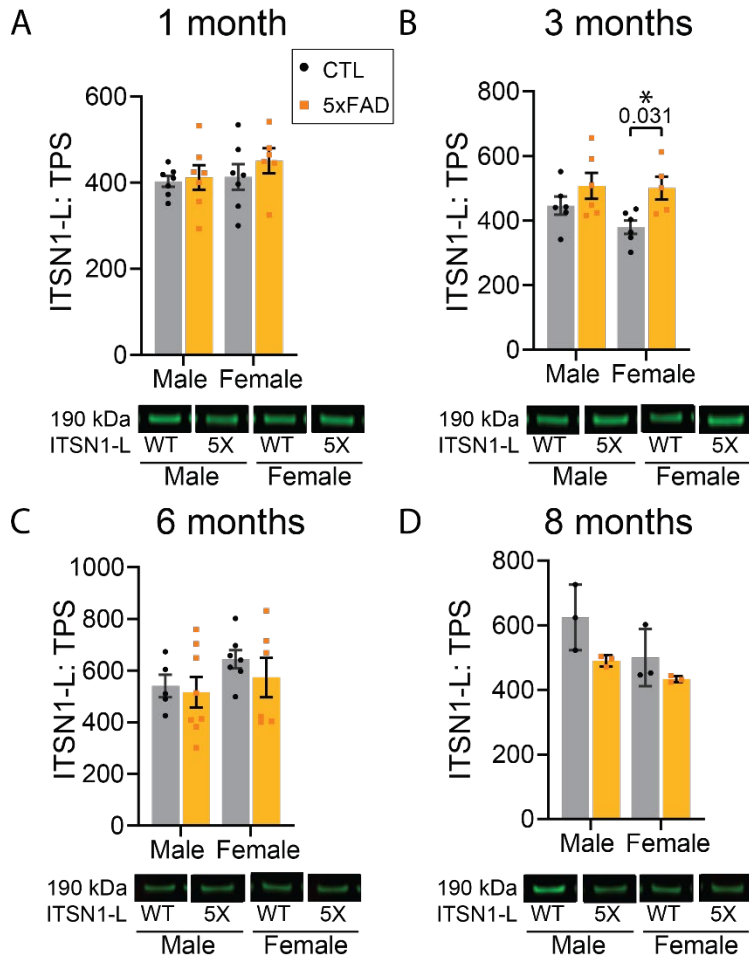 A
1 month
CTL
5xFAD
ITSN1-L: TPS
600
400
200
0
Male Female
190 kDa
ITSN1-L WT 5X WT 5X
Male Female
B
3 months
ITSN1-L: TPS
800
600
400
200
0
*
0.031
Male Female
190 kDa
ITSN1-L WT 5X WT 5X
Male Female
C
6 months
ITSN1-L: TPS
1000
800
600
400
200
0
Male Female
190 kDa
ITSN1-L WT 5X WT 5X
Male Female
D
8 months
ITSN1-L: TPS
800
600
400
200
0
Male Female
190 kDa
ITSN1-L WT 5X WT 5X
Male Female